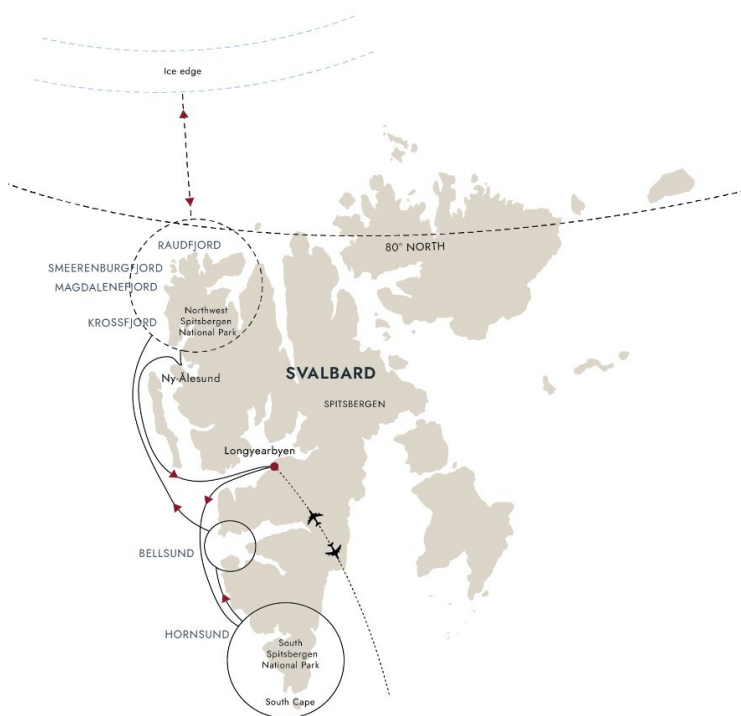 Ice edge
RAUDFJORD
80° NORTH
SMEERENBURGFJORD
MAGDALENEFJORD
Northwest
Spitsbergen
National Park
KROSSFJORD
Ny-Ålesund
SVALBARD
SPITSBERGEN
Longyearbyen
BELLSUND
HORNSUND
South
Spitsbergen
National Park
South Cape